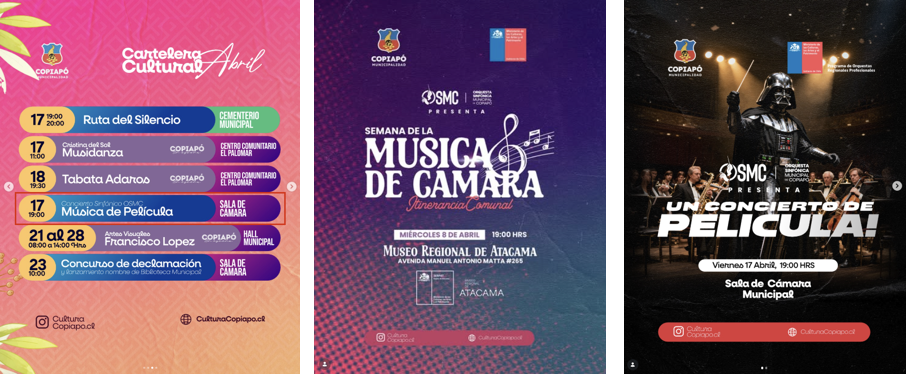 COPIAPÓ
MUNICIPALIDAD
Cartelera
Cultural Abril
17 19:00
20:00
Ruta del Silencio
CEMENTERIO
MUNICIPAL
17
11:00
Cristina del Soll
Musidanza
COPIAPÓ
CENTRO COMUNITARIO
EL PALOMAR
18
19:30
Tabata Adaros
COPIAPÓ
CENTRO COMUNITARIO
EL PALOMAR
17
19:00
Concierto Sinfónico OSMC
Música de Película
SALA DE
CÁMARA
21 al 28
08:00 a 14:00 Hrs
Artes Visuales
Francisco Lopez
COPIAPÓ
HALL
MUNICIPAL
23
10:00
Concurso de declamación
y lanzamiento nombre de Biblioteca Municipal
SALA DE
CÁMARA
Cultura
Copiapo.cl
CulturaCopiapo.cl
COPIAPÓ
MUNICIPALIDAD
OSMC
ORQUESTA
SINFÓNICA
MUNICIPAL
DE COPIAPÓ
PRESENTA
SEMANA DE LA
MUSICA
DE CAMARA
Itinerancia Comunal
MIÉRCOLES 8 DE ABRIL 19:00 HRS
MUSEO REGIONAL DE ATACAMA
AVENIDA MANUEL ANTONIO MATTA #265
ATACAMA
Cultura
Copiapo.cl
CulturaCopiapo.cl
COPIAPÓ
MUNICIPALIDAD
Programa de Orquestas
Regionales Profesionales
OSMC
ORQUESTA
SINFÓNICA
MUNICIPAL
DE COPIAPÓ
PRESENTA
UN CONCIERTO DE
PELICULA!
Viernes 17 Abril, 19:00 HRS
Sala de Cámara
Municipal
Cultura
Copiapo.cl
CulturaCopiapo.cl